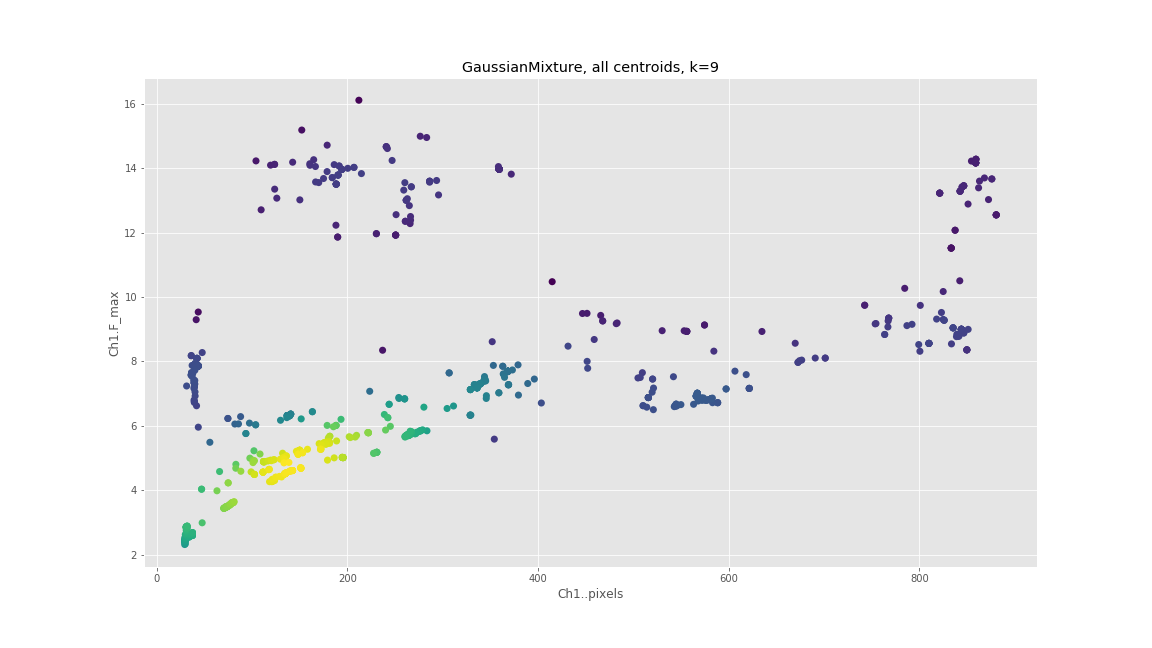 GaussianMixture, all centroids, k=9
16
14
12
10
8
6
4
2
Ch1.F_max
0 200 400 600 800
Ch1..pixels